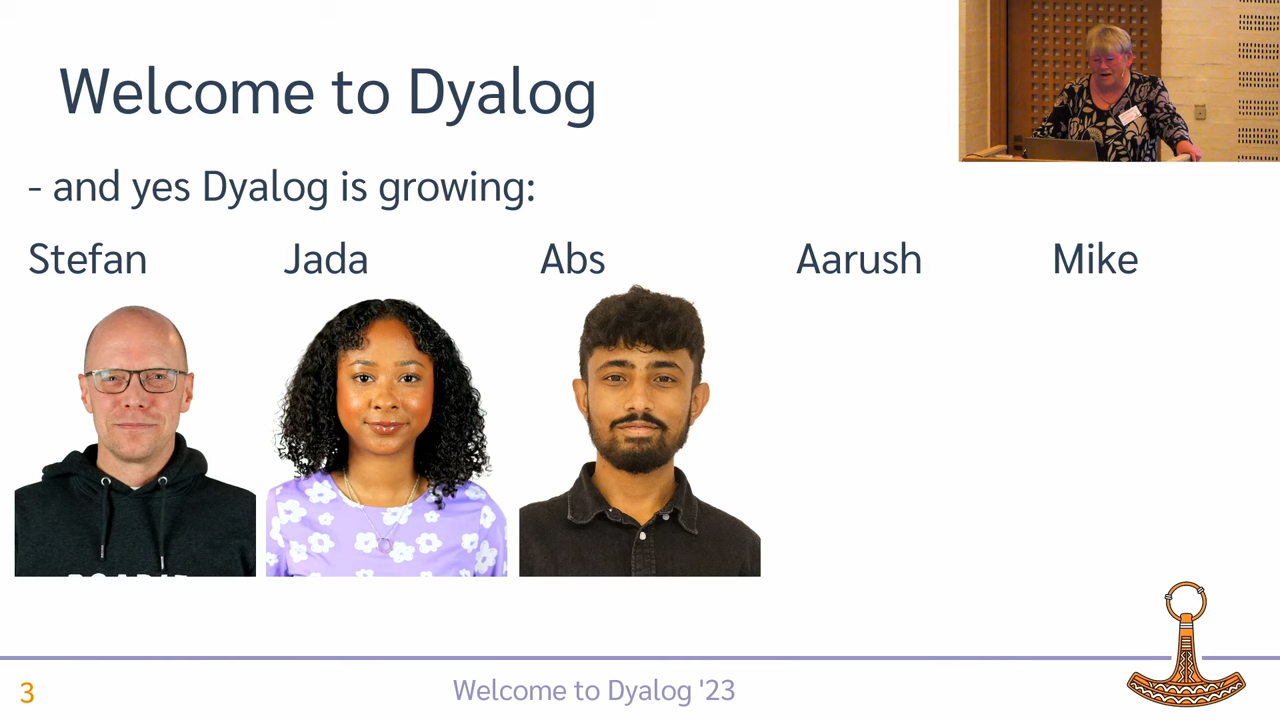 Welcome to Dyalog
- and yes Dyalog is growing:
Stefan
Jada
Abs
Aarush
Mike
3
Welcome to Dyalog '23